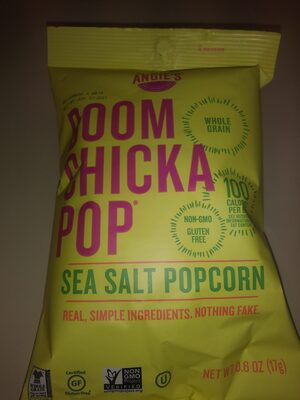 ANGIE'S
BOOM
CHICKA
POP
WHOLE
GRAIN
100
NON-GMO
GLUTEN
FREE
SEA SALT POPCORN
REAL, SIMPLE INGREDIENTS. NOTHING FAKE.
Certified
GF
Gluten-Free
NON
GMO
VERIFIED
U
NET WT 0.6 OZ (17g)